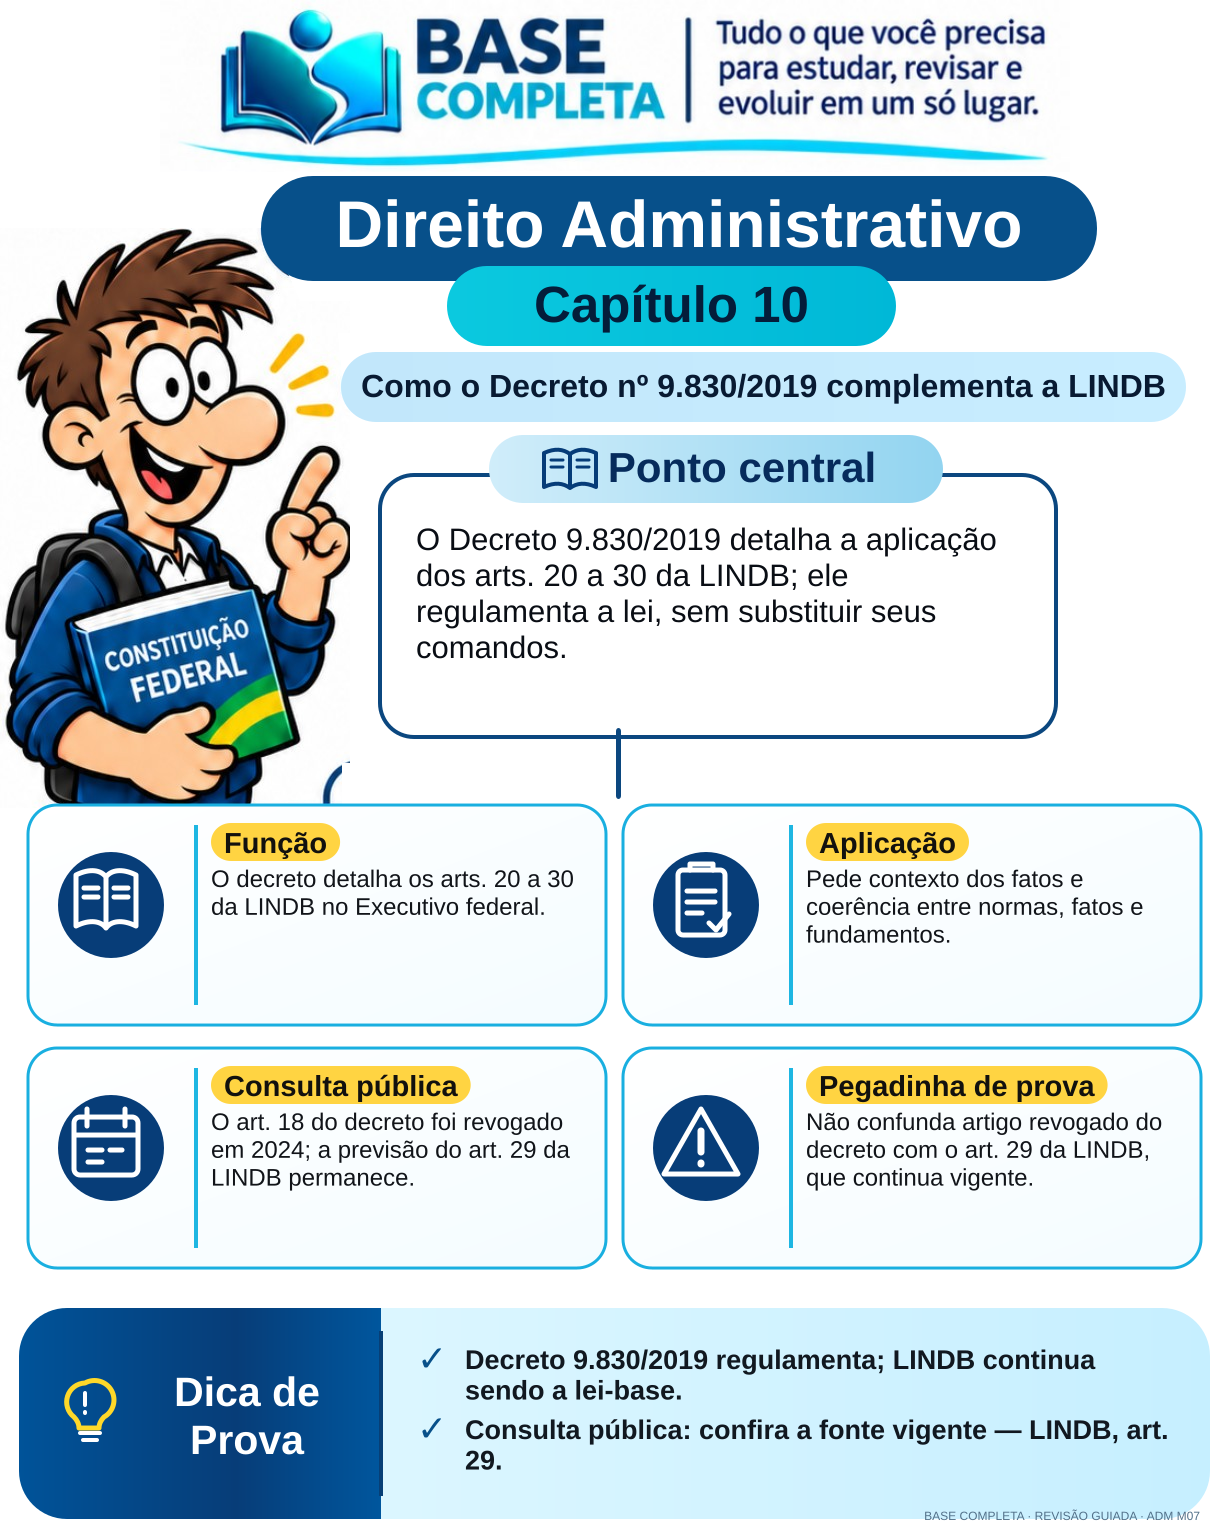 BASE
COMPLETA
Tudo o que você precisa
para estudar, revisar e
evoluir em um só lugar.
Direito Administrativo
Capítulo 10
Como o Decreto nº 9.830/2019 complementa a LINDB
Ponto central
O Decreto 9.830/2019 detalha a aplicação
dos arts. 20 a 30 da LINDB; ele
regulamenta a lei, sem substituir seus
comandos.
CONSTITUIÇÃO
FEDERAL
Função
O decreto detalha os arts. 20 a 30
da LINDB no Executivo federal.
Aplicação
Pede contexto dos fatos e
coerência entre normas, fatos e
fundamentos.
Consulta pública
O art. 18 do decreto foi revogado
em 2024; a previsão do art. 29 da
LINDB permanece.
Pegadinha de prova
Não confunda artigo revogado do
decreto com o art. 29 da LINDB,
que continua vigente.
Dica de
Prova
✓ Decreto 9.830/2019 regulamenta; LINDB continua
sendo a lei-base.
✓ Consulta pública: confira a fonte vigente — LINDB, art.
29.
BASE COMPLETA · REVISÃO GUIADA · ADM M07